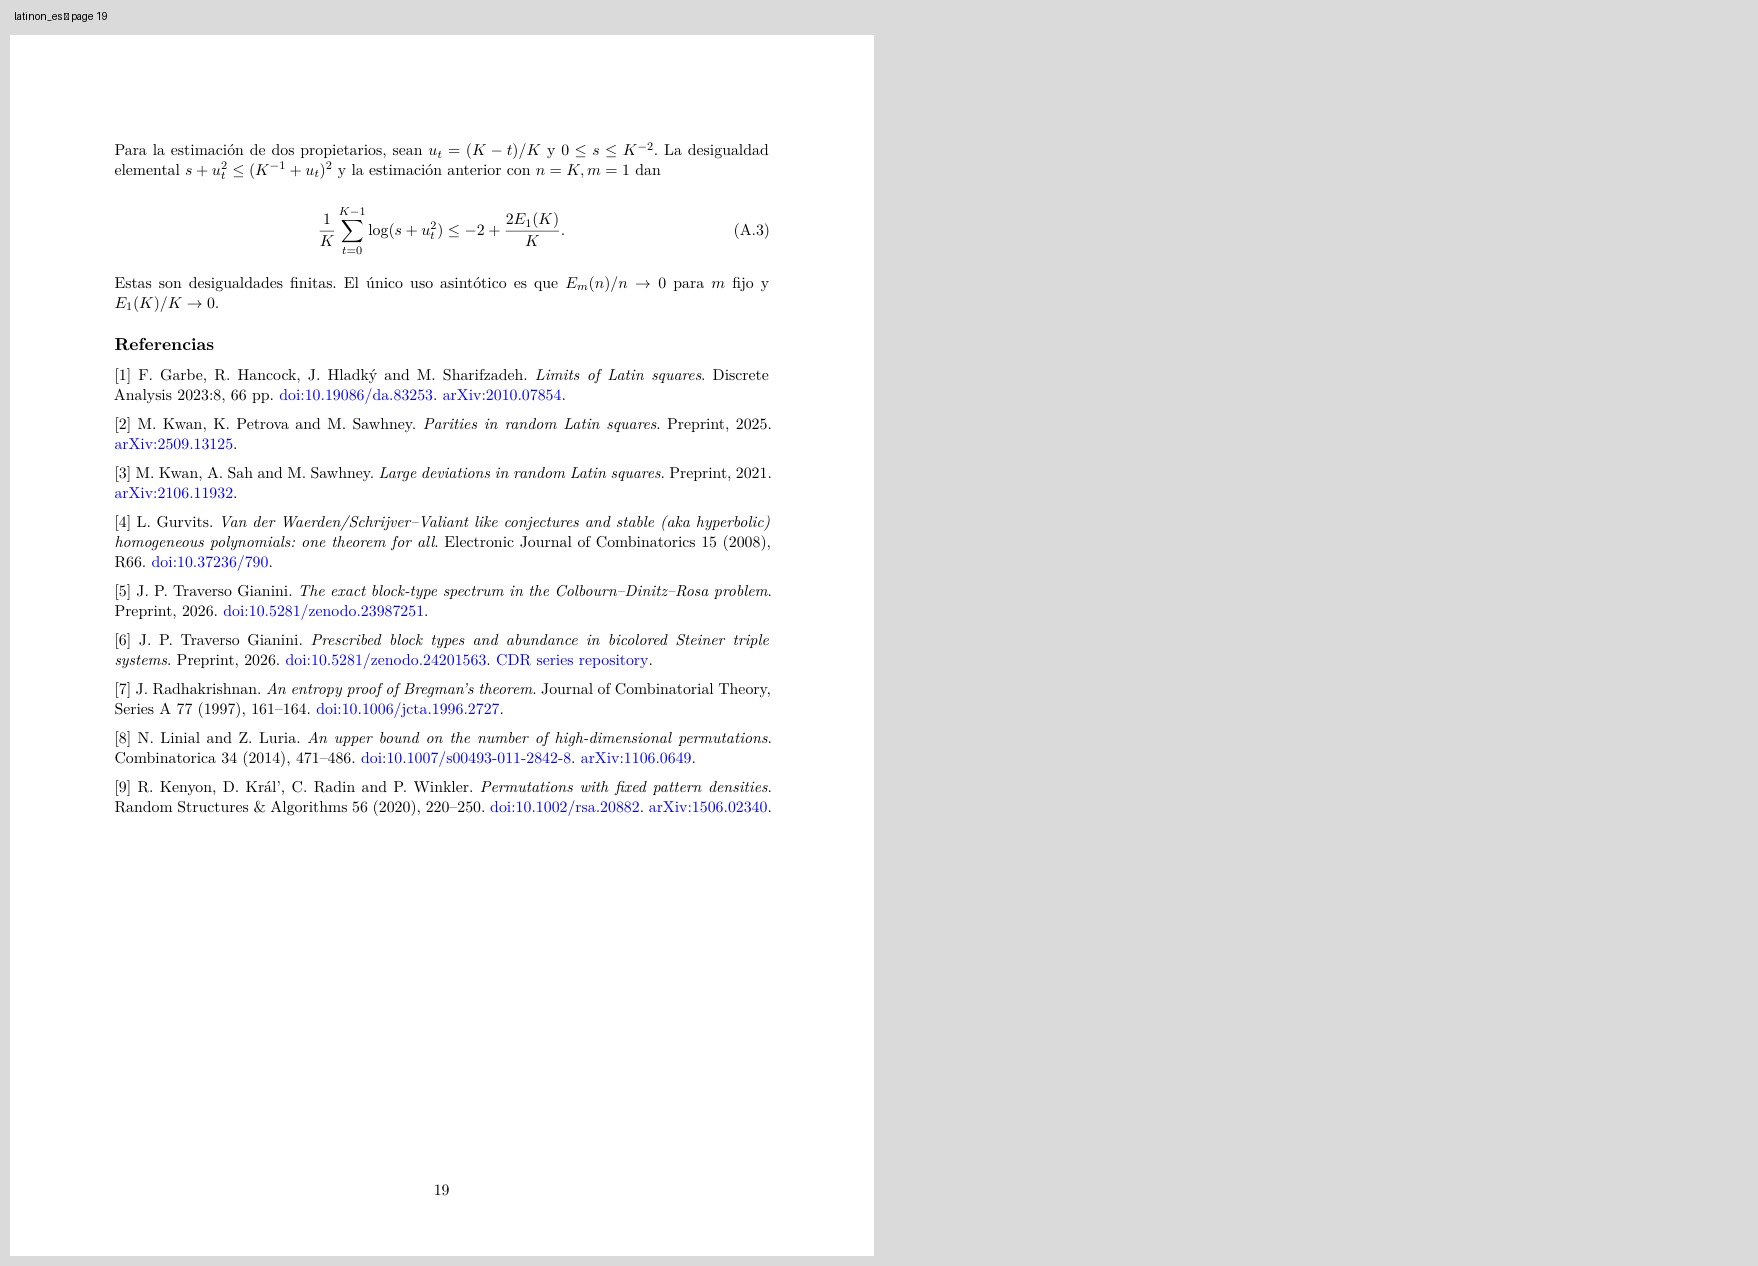 latinon_es page 19
Para la estimación de dos propietarios, sean u_t = (K − t)/K y 0 ≤ s ≤ K^{−2}. La desigualdad
elemental s + u_t^2 ≤ (K^{−1} + u_t)^2 y la estimación anterior con n = K, m = 1 dan
\frac{1}{K} \sum_{t=0}^{K−1} log(s + u_t^2) ≤ −2 + \frac{2E_1(K)}{K}. (A.3)
Estas son desigualdades finitas. El único uso asintótico es que E_m(n)/n → 0 para m fijo y
E_1(K)/K → 0.
Referencias
[1] F. Garbe, R. Hancock, J. Hladký and M. Sharifzadeh. Limits of Latin squares. Discrete
Analysis 2023:8, 66 pp. doi:10.19086/da.83253. arXiv:2010.07854.
[2] M. Kwan, K. Petrova and M. Sawhney. Parities in random Latin squares. Preprint, 2025.
arXiv:2509.13125.
[3] M. Kwan, A. Sah and M. Sawhney. Large deviations in random Latin squares. Preprint, 2021.
arXiv:2106.11932.
[4] L. Gurvits. Van der Waerden/Schrijver–Valiant like conjectures and stable (aka hyperbolic)
homogeneous polynomials: one theorem for all. Electronic Journal of Combinatorics 15 (2008),
R66. doi:10.37236/790.
[5] J. P. Traverso Gianini. The exact block-type spectrum in the Colbourn–Dinitz–Rosa problem.
Preprint, 2026. doi:10.5281/zenodo.23987251.
[6] J. P. Traverso Gianini. Prescribed block types and abundance in bicolored Steiner triple
systems. Preprint, 2026. doi:10.5281/zenodo.24201563. CDR series repository.
[7] J. Radhakrishnan. An entropy proof of Bregman's theorem. Journal of Combinatorial Theory,
Series A 77 (1997), 161–164. doi:10.1006/jcta.1996.2727.
[8] N. Linial and Z. Luria. An upper bound on the number of high-dimensional permutations.
Combinatorica 34 (2014), 471–486. doi:10.1007/s00493-011-2842-8. arXiv:1106.0649.
[9] R. Kenyon, D. Král', C. Radin and P. Winkler. Permutations with fixed pattern densities.
Random Structures & Algorithms 56 (2020), 220–250. doi:10.1002/rsa.20882. arXiv:1506.02340.
19